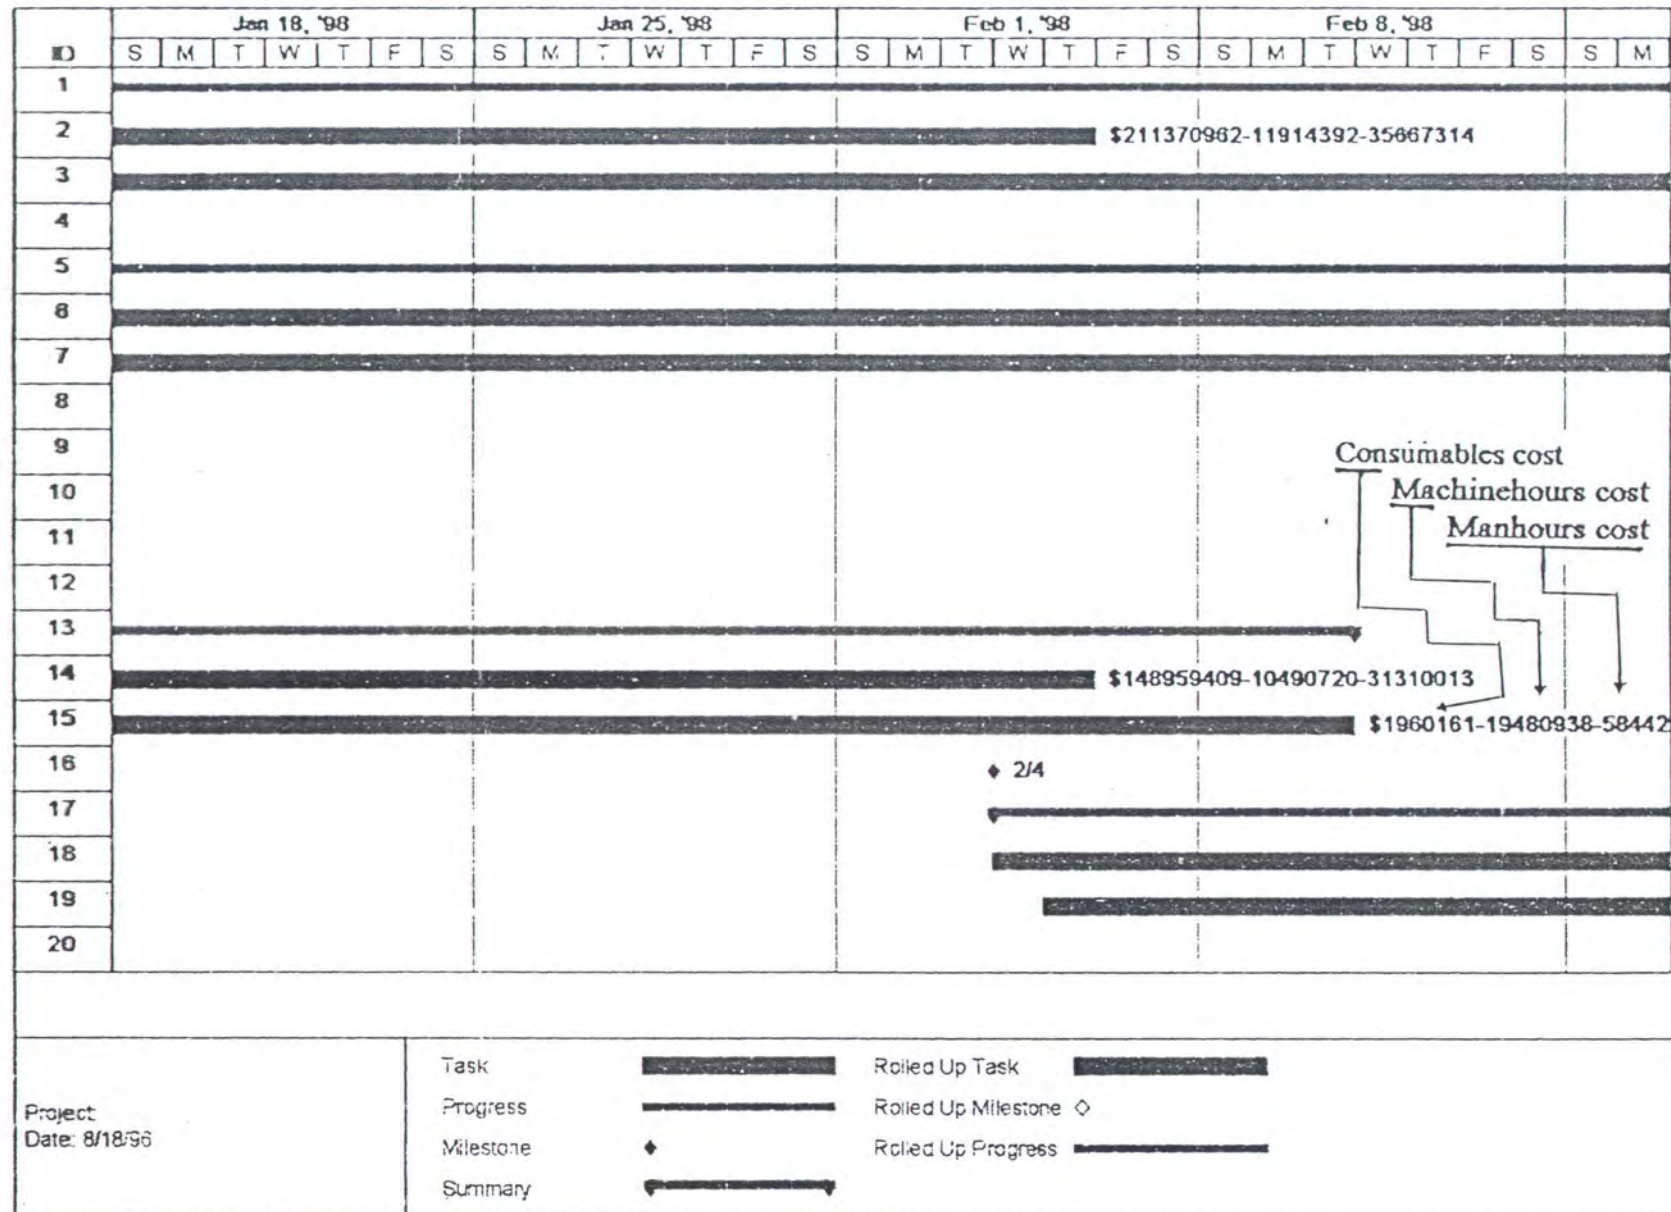 Jan 18, '98 Jan 25, '98 Feb 1, '98 Feb 8, '98
ID S M T W T F S S M T W T F S S M T W T F S S M T W T F S S M
1
2 $211370962-11914392-35667314
3
4
5
6
7
8
9
Consumables cost
10 Machinehours cost
11 Manhours cost
12
13
14 $148959409-10490720-31310013
15 $1960161-19480938-58442
16 2/4
17
18
19
20
Task Rolled Up Task
Project
Date: 8/18/96
Progress Rolled Up Milestone
Milestone Rolled Up Progress
Summary